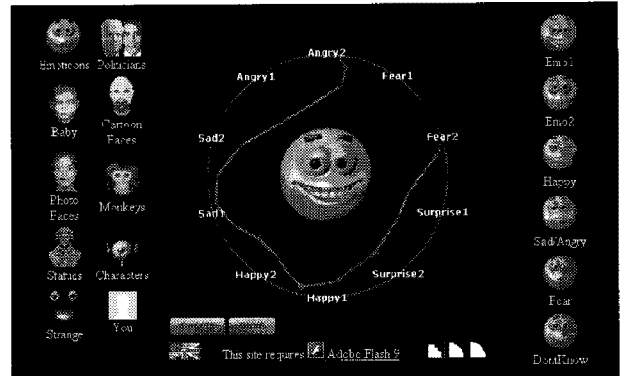 Emoticons
Politicians
Baby
Cartoon
Faces
Photo
Faces
Monkeys
Statues
Characters
Strange
You
Angry2
Angry1
Fear1
Sad2
Fear2
Sad1
Surprise1
Happy2
Surprise2
Happy1
This site requires Adobe Flash 9
Emo1
Emo2
Happy
Sad/Angry
Fear
DontKnow